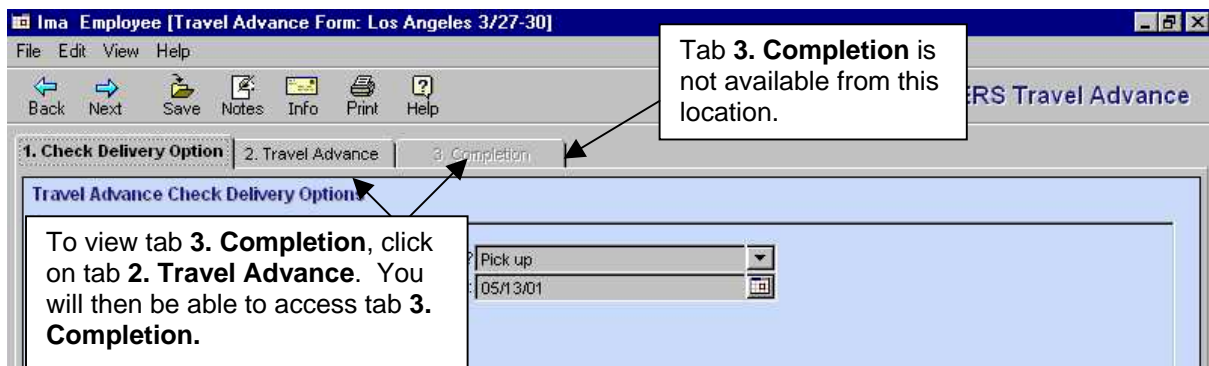 Ima Employee [Travel Advance Form: Los Angeles 3/27-30]
File Edit View Help
Back Next Save Notes Info Print Help
Tab 3. Completion is
not available from this
location.
ERS Travel Advance
1. Check Delivery Option 2. Travel Advance 3. Completion
Travel Advance Check Delivery Options
To view tab 3. Completion, click
on tab 2. Travel Advance. You
will then be able to access tab 3.
Completion.
? Pick up
: 05/13/01